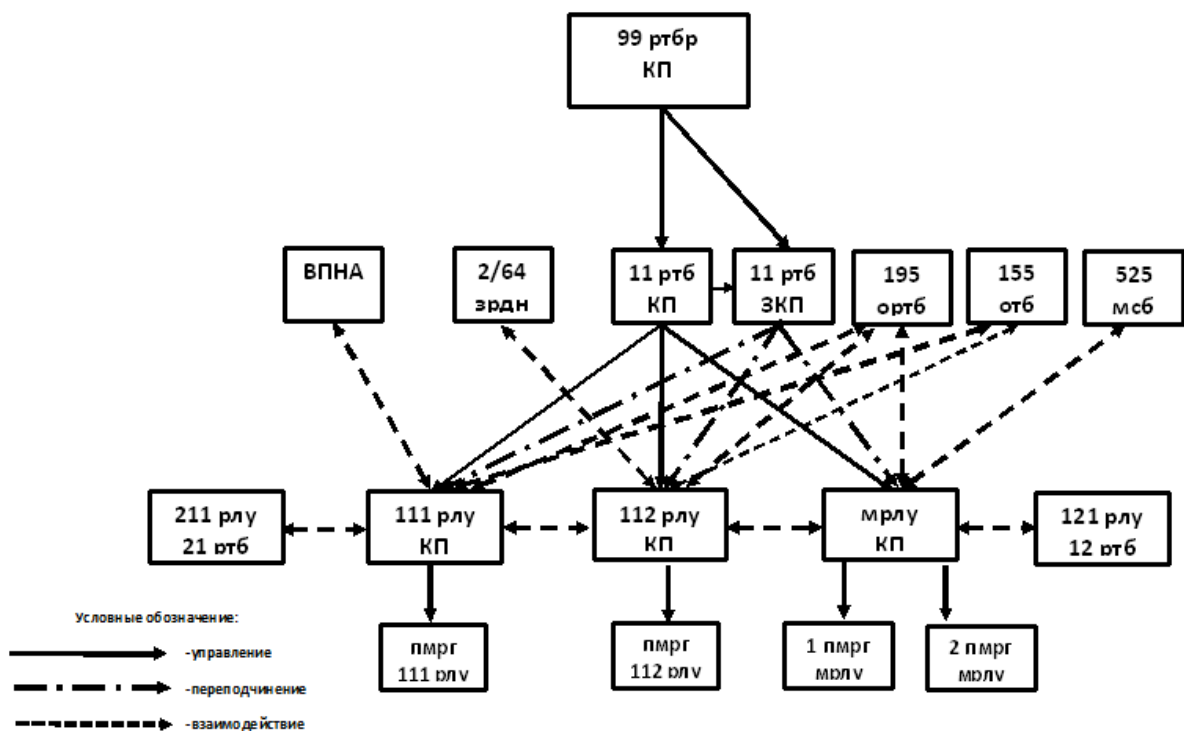 99 ртбр
КП
ВПНА
2/64
зрдн
11 ртб
КП
11 ртб
ЗКП
195
ортб
155
отб
525
мсб
211 рлу
21 ртб
111 рлу
КП
112 рлу
КП
мрлу
КП
121 рлу
12 ртб
Условные обозначение:
-управление
-переподчинение
-взаимодействие
пмрг
111 рлу
пмрг
112 рлу
1 пмрг
мрлу
2 пмрг
мрлу